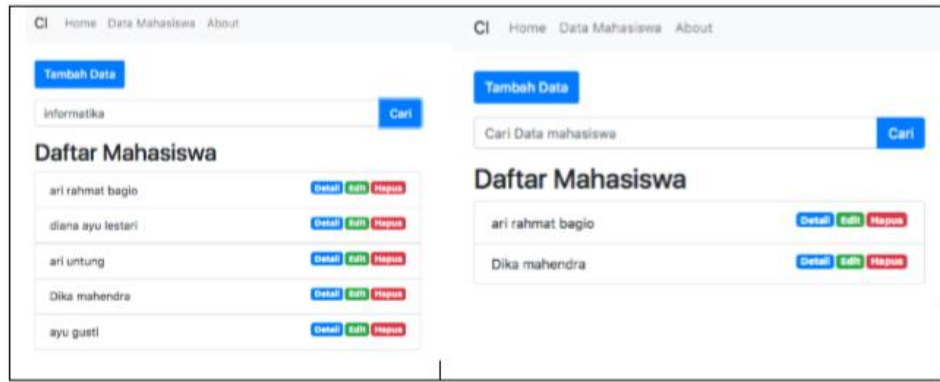 CI Home Data Mahasiswa About
Tambah Data
informatika Cari
Daftar Mahasiswa
ari rahmat bagio Detail Edit Hapus
diana ayu lestari Detail Edit Hapus
ari untung Detail Edit Hapus
Dika mahendra Detail Edit Hapus
ayu gusti Detail Edit Hapus
CI Home Data Mahasiswa About
Tambah Data
Cari Data mahasiswa Cari
Daftar Mahasiswa
ari rahmat bagio Detail Edit Hapus
Dika mahendra Detail Edit Hapus